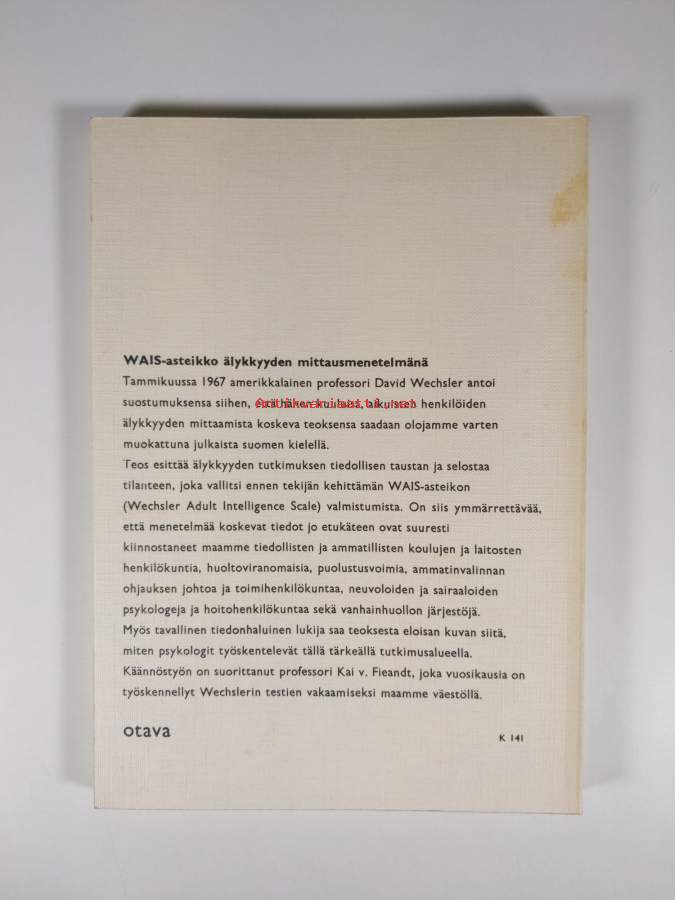 WAIS-asteikko älykkyyden mittausmenetelmänä
Tammikuussa 1967 amerikkalainen professori David Wechsler antoi
suostumuksensa siihen, että hänen kuuluisa, aikuisten henkilöiden
älykkyyden mittaamista koskeva teoksensa saadaan olojamme varten
muokattuna julkaista suomen kielellä.
Teos esittää älykkyyden tutkimuksen tiedollisen taustan ja selostaa
tilanteen, joka vallitsi ennen tekijän kehittämän WAIS-asteikon
(Wechsler Adult Intelligence Scale) valmistumista. On siis ymmärrettävää,
että menetelmää koskevat tiedot jo etukäteen ovat suuresti
kiinnostaneet maamme tiedollisten ja ammatillisten koulujen ja laitosten
henkilökuntia, huoltoviranomaisia, puolustusvoimia, ammatinvalinnan
ohjauksen johtoa ja toimihenkilökuntaa, neuvoloiden ja sairaaloiden
psykologeja ja hoitohenkilökuntaa sekä vanhainhuollon järjestöjä.
Myös tavallinen tiedonhaluinen lukija saa teoksesta eloisan kuvan siitä,
miten psykologit työskentelevät tällä tärkeällä tutkimusalueella.
Käännöstyön on suorittanut professori Kai v. Fieandt, joka vuosikausia on
työskennellyt Wechslerin testien vakaamiseksi maamme väestöllä.
otava
K 141